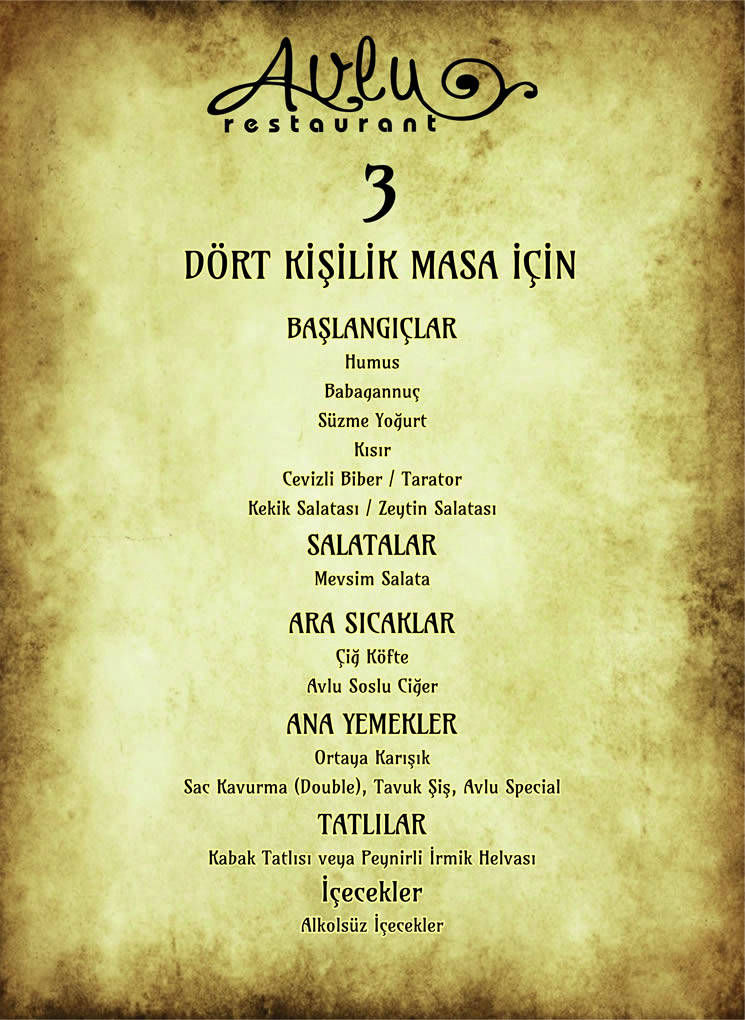 Avlu
restaurant
3
DÖRT KİŞİLİK MASA İÇİN
BAŞLANGIÇLAR
Humus
Babagannuç
Süzme Yoğurt
Kısır
Cevizli Biber / Tarator
Kekik Salatası / Zeytin Salatası
SALATALAR
Mevsim Salata
ARA SICAKLAR
Çiğ Köfte
Avlu Soslu Ciğer
ANA YEMEKLER
Ortaya Karışık
Sac Kavurma (Double), Tavuk Şiş, Avlu Special
TATLILAR
Kabak Tatlısı veya Peynirli İrmik Helvası
İçecekler
Alkolsüz İçecekler